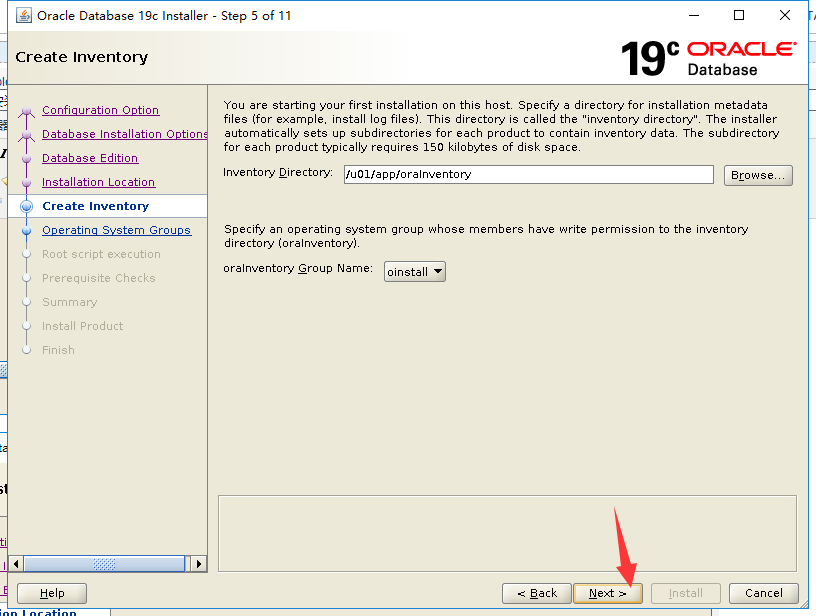 Oracle Database 19c Installer - Step 5 of 11
Create Inventory
19c ORACLE
Database
Configuration Option
Database Installation Options
Database Edition
Installation Location
Create Inventory
Operating System Groups
Root script execution
Prerequisite Checks
Summary
Install Product
Finish
You are starting your first installation on this host. Specify a directory for installation metadata
files (for example, install log files). This directory is called the "inventory directory". The installer
automatically sets up subdirectories for each product to contain inventory data. The subdirectory
for each product typically requires 150 kilobytes of disk space.
Inventory Directory: /u01/app/oraInventory Browse...
Specify an operating system group whose members have write permission to the inventory
directory (oraInventory).
oraInventory Group Name: oinstall
Help < Back Next > Install Cancel
ion Location